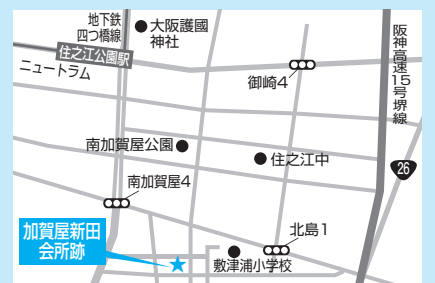 地下鉄
四つ橋線
大阪護國
神社
住之江公園駅
ニュートラム
御崎4
阪神高速15号堺線
南加賀屋公園
住之江中
26
南加賀屋4
加賀屋新田
会所跡
北島1
敷津浦小学校